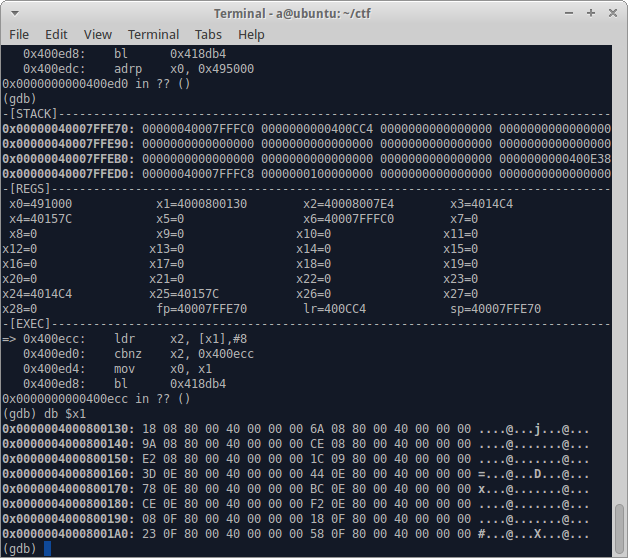 Terminal - a@ubuntu: ~/ctf
File Edit View Terminal Tabs Help
0x400ed8: bl 0x418db4
0x400edc: adrp x0, 0x495000
0x0000000000400ed0 in ?? ()
(gdb)
-[STACK]--------------------------------------------------------------------------------
0x00000040007FFE70: 00000040007FFFC0 0000000000400CC4 0000000000000000 0000000000000000
0x00000040007FFE90: 0000000000000000 0000000000000000 0000000000000000 0000000000000000
0x00000040007FFEB0: 0000000000000000 0000000000000000 0000000000000000 0000000000400E38
0x00000040007FFED0: 00000040007FFFC8 0000000100000000 0000000000000000 0000000000000000
-[REGS]---------------------------------------------------------------------------------
x0=491000 x1=4000800130 x2=40008007E4 x3=4014C4
x4=40157C x5=0 x6=40007FFFC0 x7=0
x8=0 x9=0 x10=0 x11=0
x12=0 x13=0 x14=0 x15=0
x16=0 x17=0 x18=0 x19=0
x20=0 x21=0 x22=0 x23=0
x24=4014C4 x25=40157C x26=0 x27=0
x28=0 fp=40007FFE70 lr=400CC4 sp=40007FFE70
-[EXEC]---------------------------------------------------------------------------------
=> 0x400ecc: ldr x2, [x1],#8
0x400ed0: cbnz x2, 0x400ecc
0x400ed4: mov x0, x1
0x400ed8: bl 0x418db4
0x0000000000400ecc in ?? ()
(gdb) db $x1
0x0000004000800130: 18 08 80 00 40 00 00 00 6A 08 80 00 40 00 00 00 ....@...j...@...
0x0000004000800140: 9A 08 80 00 40 00 00 00 CE 08 80 00 40 00 00 00 ....@.......@...
0x0000004000800150: E2 08 80 00 40 00 00 00 1C 09 80 00 40 00 00 00 ....@.......@...
0x0000004000800160: 3D 0E 80 00 40 00 00 00 44 0E 80 00 40 00 00 00 =...@...D...@...
0x0000004000800170: 78 0E 80 00 40 00 00 00 BC 0E 80 00 40 00 00 00 x...@.......@...
0x0000004000800180: CE 0E 80 00 40 00 00 00 F2 0E 80 00 40 00 00 00 ....@.......@...
0x0000004000800190: 08 0F 80 00 40 00 00 00 18 0F 80 00 40 00 00 00 ....@.......@...
0x00000040008001A0: 23 0F 80 00 40 00 00 00 58 0F 80 00 40 00 00 00 #...@...X...@...
(gdb)